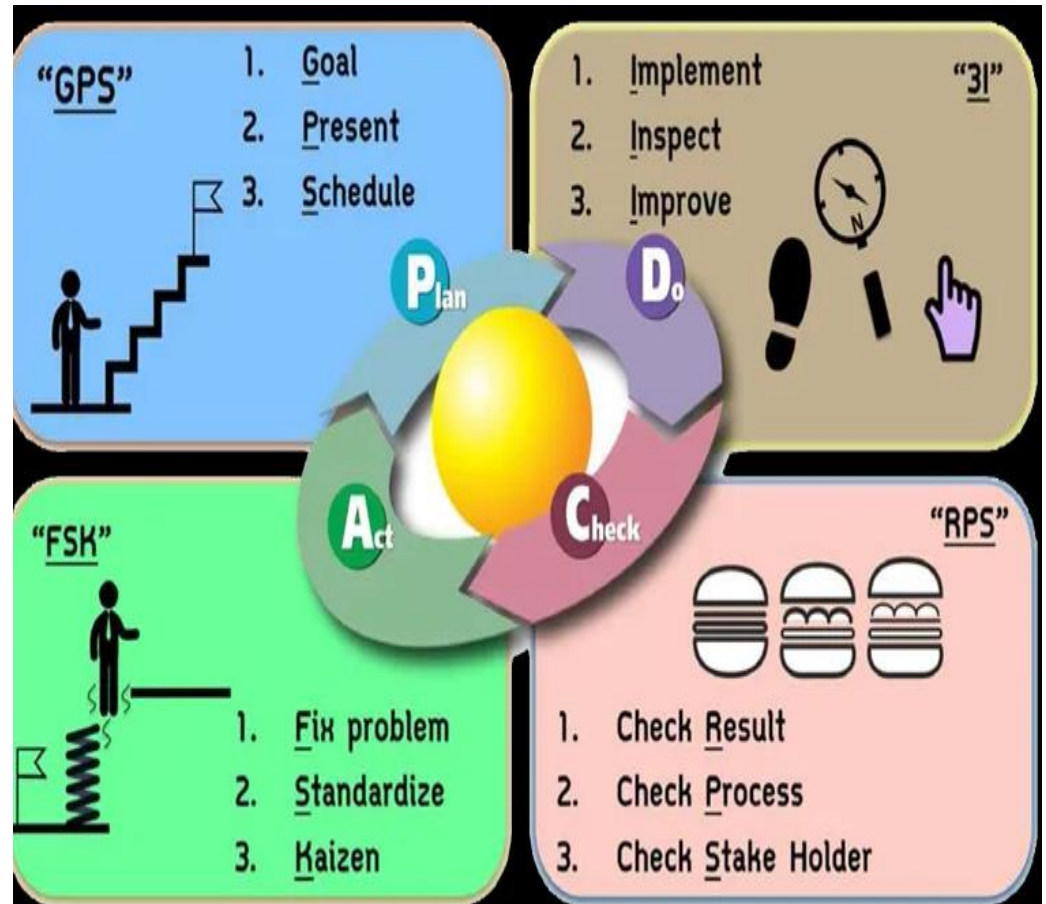 “GPS”
1. Goal
2. Present
3. Schedule
1. Implement
2. Inspect
3. Improve
“3I”
N
Plan
Do
Act
Check
“FSK”
1. Fix problem
2. Standardize
3. Kaizen
“RPS”
1. Check Result
2. Check Process
3. Check Stake Holder